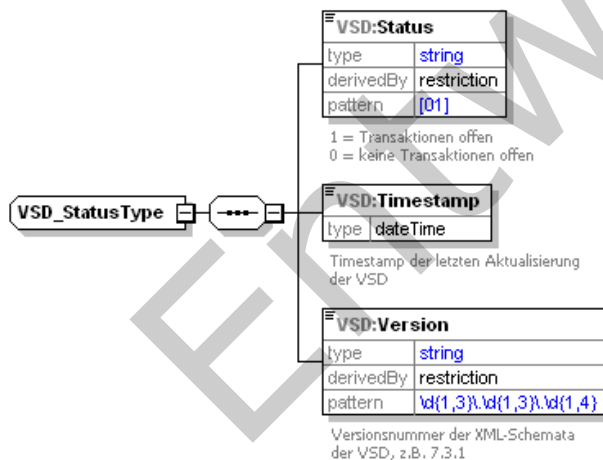 VSD:Status
type string
derivedBy restriction
pattern [01]
1 = Transaktionen offen
0 = keine Transaktionen offen
VSD_StatusType
VSD:Timestamp
type dateTime
Timestamp der letzten Aktualisierung
der VSD
VSD:Version
type string
derivedBy restriction
pattern \d{1,3}\.\d{1,3}\.\d{1,4}
Versionsnummer der XML-Schemata
der VSD, z.B. 7.3.1
Entw